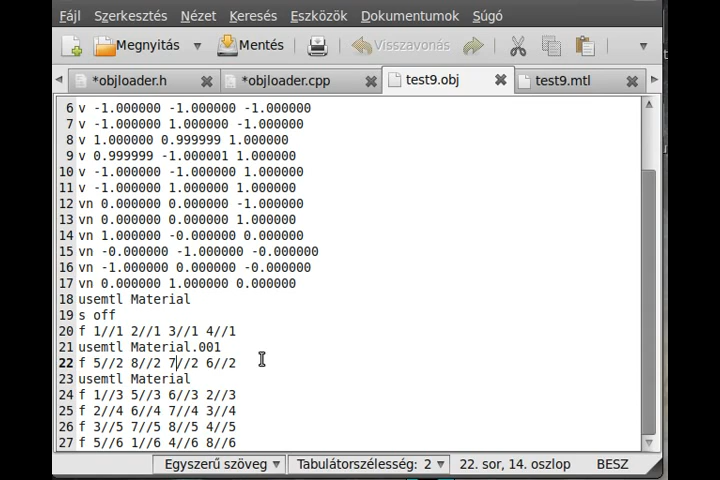 Fájl Szerkesztés Nézet Keresés Eszközök Dokumentumok Súgó
Megnyitás Mentés Visszavonás
*objloader.h *objloader.cpp test9.obj test9.mtl
6 v -1.000000 -1.000000 -1.000000
7 v -1.000000 1.000000 -1.000000
8 v 1.000000 0.999999 1.000000
9 v 0.999999 -1.000001 1.000000
10 v -1.000000 -1.000000 1.000000
11 v -1.000000 1.000000 1.000000
12 vn 0.000000 0.000000 -1.000000
13 vn 0.000000 0.000000 1.000000
14 vn 1.000000 -0.000000 0.000000
15 vn -0.000000 -1.000000 -0.000000
16 vn -1.000000 0.000000 -0.000000
17 vn 0.000000 1.000000 0.000000
18 usemtl Material
19 s off
20 f 1//1 2//1 3//1 4//1
21 usemtl Material.001
22 f 5//2 8//2 7//2 6//2
23 usemtl Material
24 f 1//3 5//3 6//3 2//3
25 f 2//4 6//4 7//4 3//4
26 f 3//5 7//5 8//5 4//5
27 f 5//6 1//6 4//6 8//6
Egyszerű szöveg Tabulátorszélesség: 2 22. sor, 14. oszlop BESZ